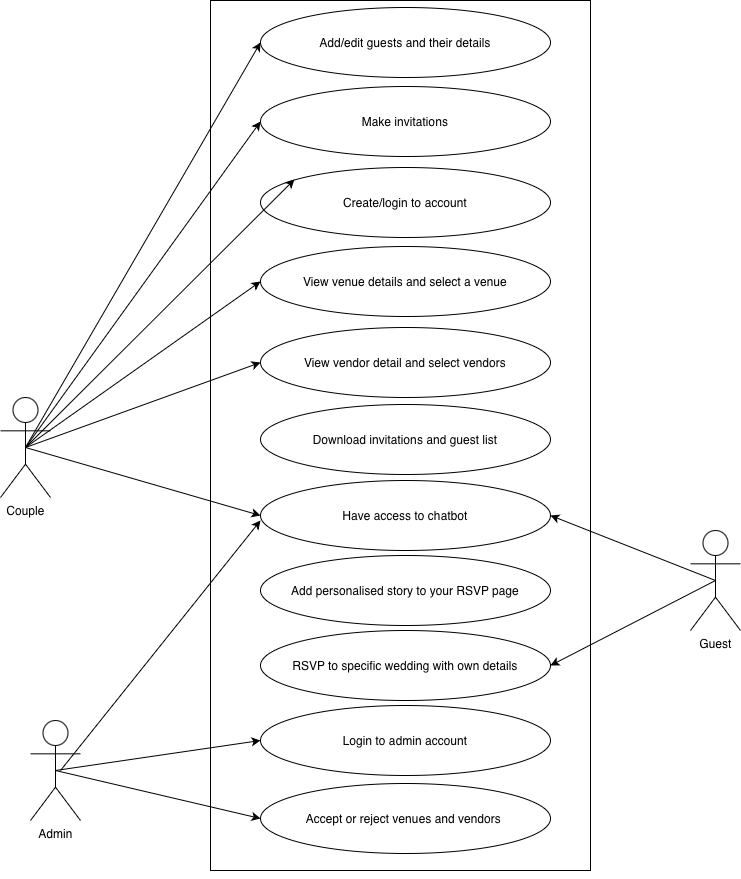 Add/edit guests and their details
Make invitations
Create/login to account
View venue details and select a venue
View vendor detail and select vendors
Download invitations and guest list
Couple
Have access to chatbot
Add personalised story to your RSVP page
Guest
RSVP to specific wedding with own details
Login to admin account
Accept or reject venues and vendors
Admin